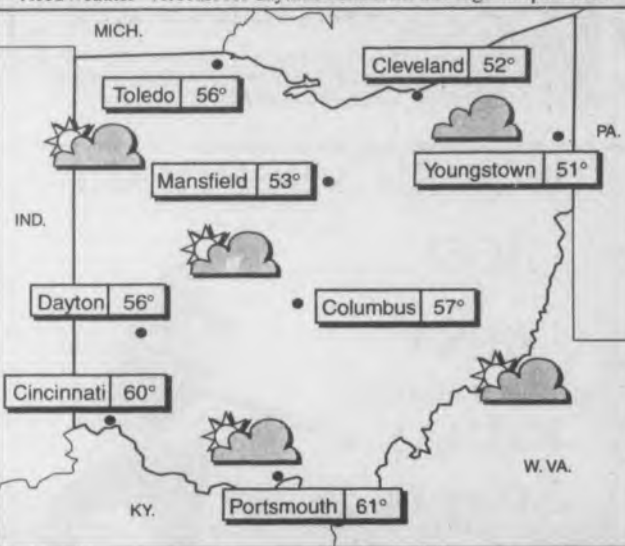 MICH.
Cleveland 52°
Toledo 56°
PA.
Mansfield 53°
Youngstown 51°
IND.
Dayton 56°
Columbus 57°
Cincinnati 60°
W. VA.
KY.
Portsmouth 61°